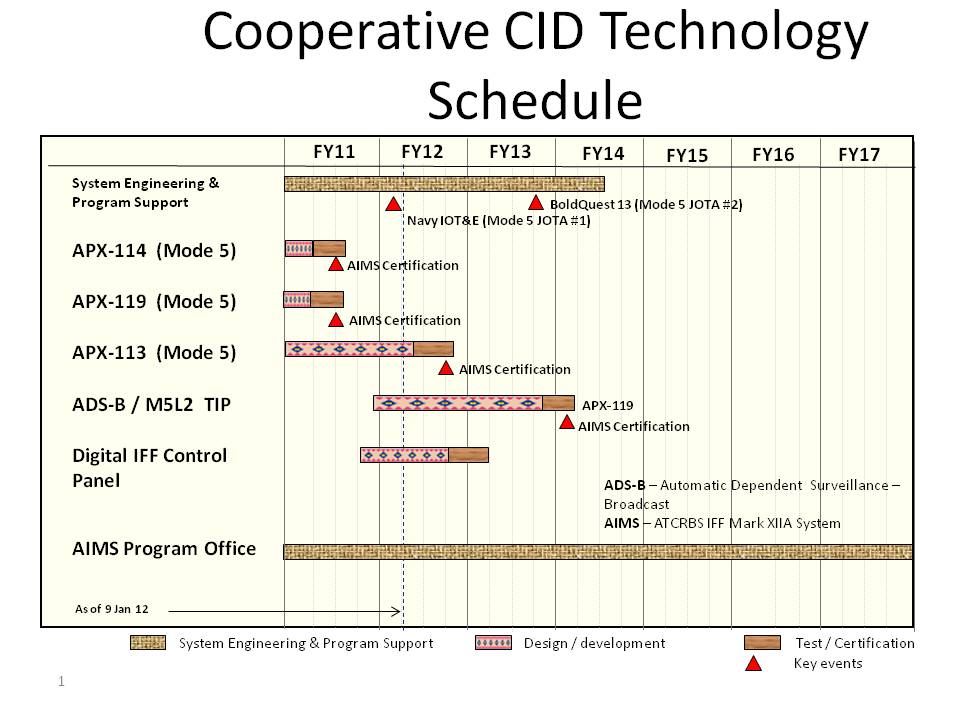 Cooperative CID Technology
Schedule
FY11 FY12 FY13 FY14 FY15 FY16 FY17
System Engineering &
Program Support
BoldQuest 13 (Mode 5 JOTA #2)
Navy IOT&E (Mode 5 JOTA #1)
APX-114 (Mode 5)
AIMS Certification
APX-119 (Mode 5)
AIMS Certification
APX-113 (Mode 5)
AIMS Certification
ADS-B / M5L2 TIP
APX-119
AIMS Certification
Digital IFF Control
Panel
ADS-B – Automatic Dependent Surveillance –
Broadcast
AIMS – ATCRBS IFF Mark XIIA System
AIMS Program Office
As of 9 Jan 12
System Engineering & Program Support
Design / development
Test / Certification
Key events
1